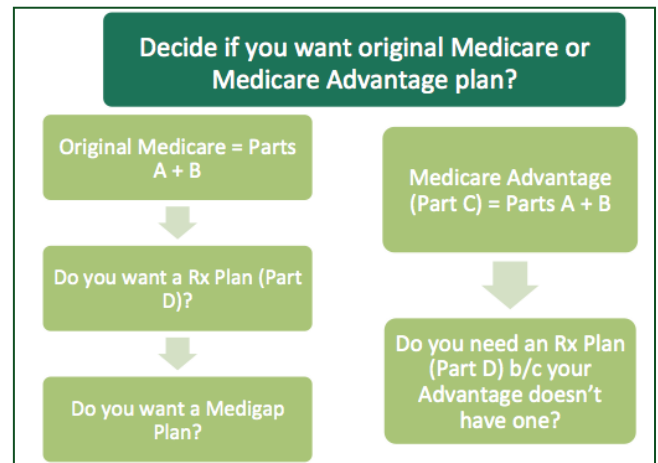 Decide if you want original Medicare or
Medicare Advantage plan?
Original Medicare = Parts
A + B
Do you want a Rx Plan (Part
D)?
Do you want a Medigap
Plan?
Medicare Advantage
(Part C) = Parts A + B
Do you need an Rx Plan
(Part D) b/c your
Advantage doesn't
have one?